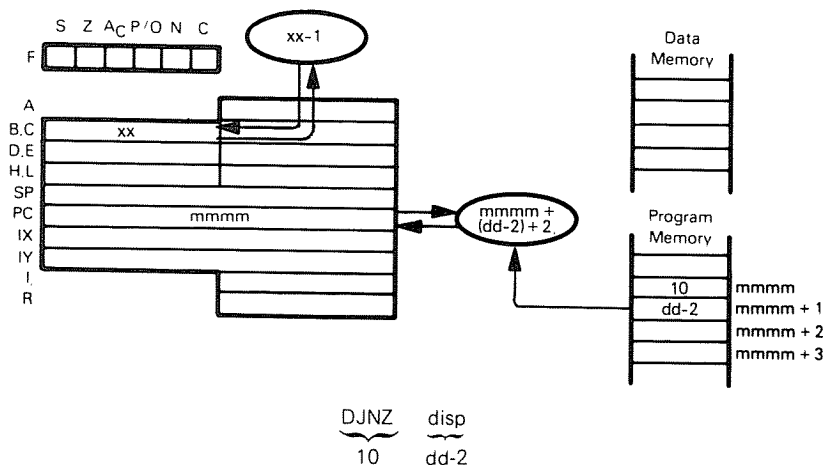 S Z AC P/O N C
F
xx-1
Data
Memory
A
B.C xx
D.E
H.L
SP
PC mmmm
IX
IY
I
R
mmmm +
(dd-2) + 2.
Program
Memory
10 mmmm
dd-2 mmmm + 1
mmmm + 2
mmmm + 3
DJNZ disp
10 dd-2